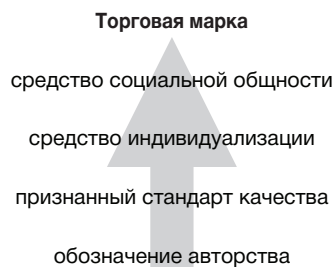 Торговая марка
средство социальной общности
средство индивидуализации
признанный стандарт качества
обозначение авторства